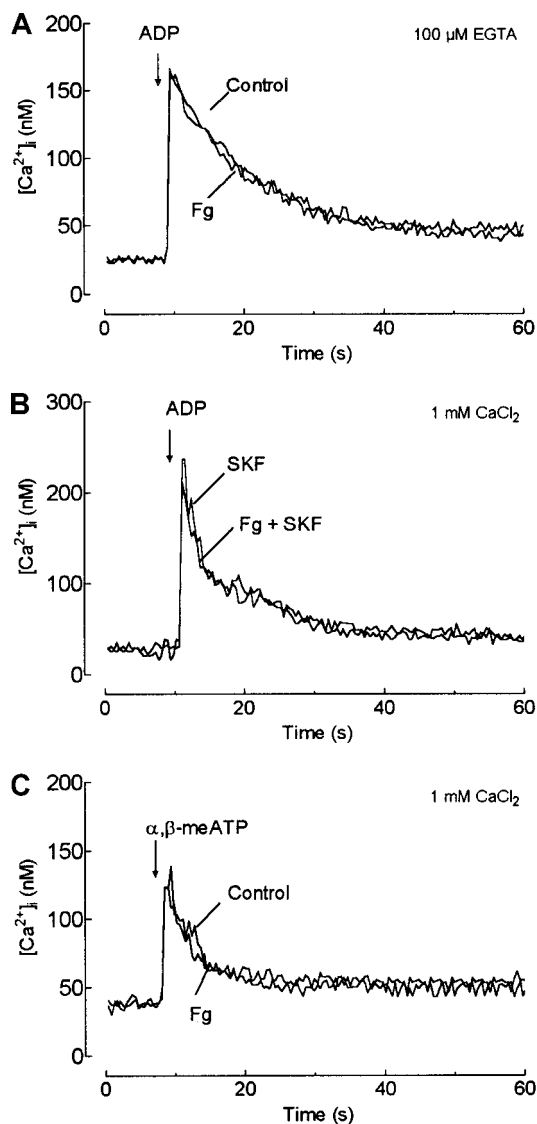 A
ADP
100 µM EGTA
200
150
100
50
0
[Ca2+]i (nM)
Control
Fg
0
20
40
60
Time (s)
B
ADP
1 mM CaCl2
300
200
100
0
[Ca2+]i (nM)
SKF
Fg + SKF
0
20
40
60
Time (s)
C
α,β-meATP
1 mM CaCl2
200
150
100
50
0
[Ca2+]i (nM)
Control
Fg
0
20
40
60
Time (s)